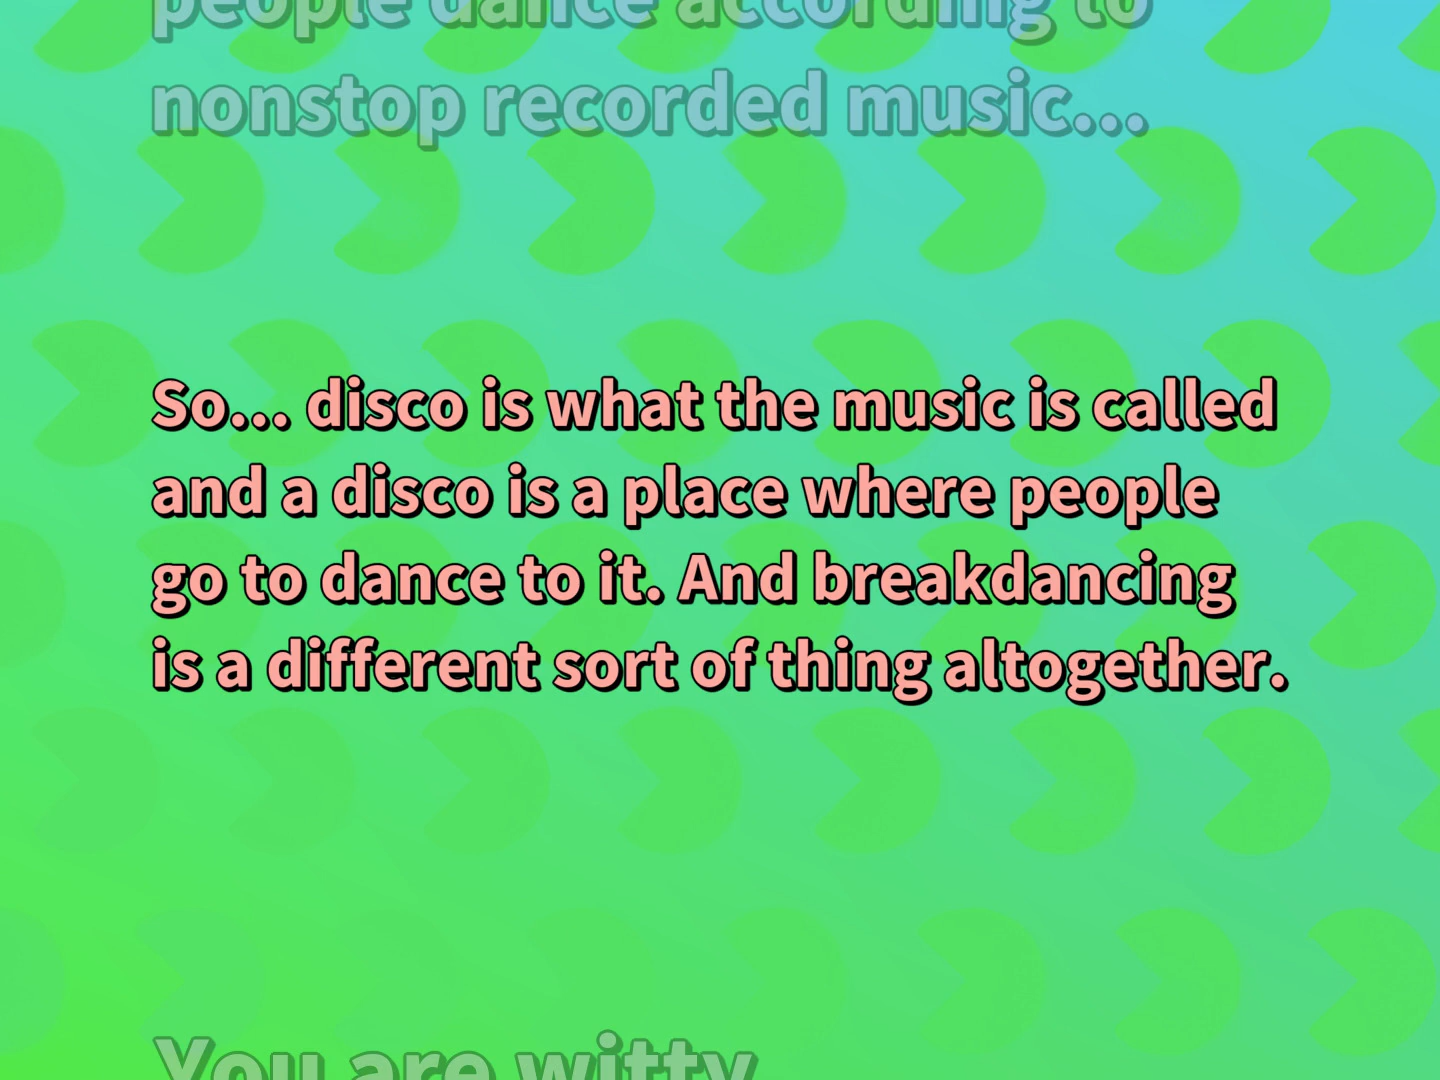 people dance according to
nonstop recorded music...
So... disco is what the music is called
and a disco is a place where people
go to dance to it. And breakdancing
is a different sort of thing altogether.
You are witty